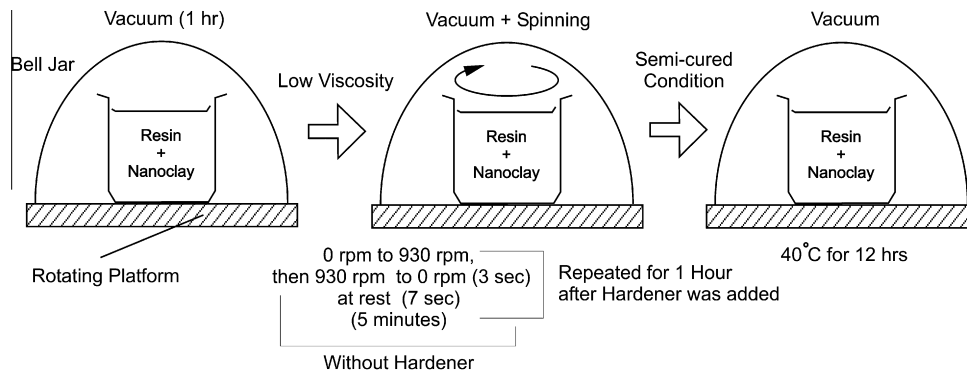 Vacuum (1 hr)
Vacuum + Spinning
Vacuum
Bell Jar
Low Viscosity
Semi-cured
Condition
Resin
+
Nanoclay
Resin
+
Nanoclay
Resin
+
Nanoclay
Rotating Platform
0 rpm to 930 rpm,
then 930 rpm to 0 rpm (3 sec)
at rest (7 sec)
(5 minutes)
Repeated for 1 Hour
after Hardener was added
40°C for 12 hrs
Without Hardener